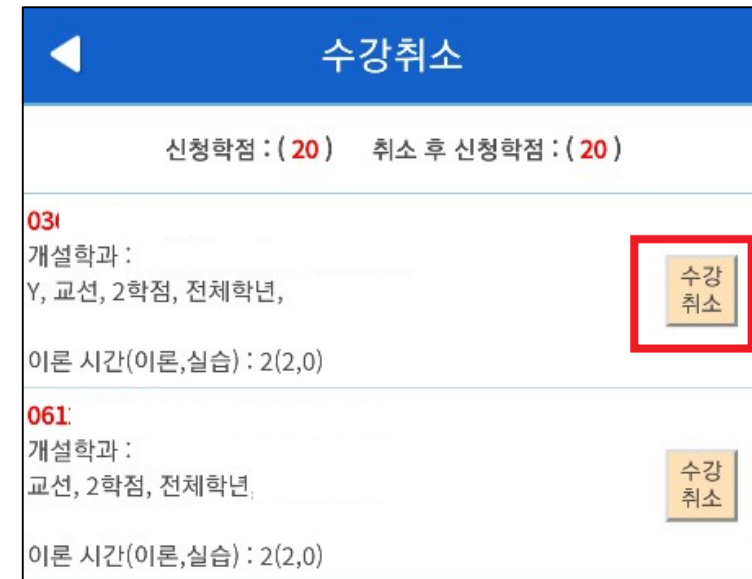 수강취소
신청학점 : ( 20 ) 취소 후 신청학점 : ( 20 )
개설학과 :
Y, 교선, 2학점, 전체학년,
수강
취소
이론 시간(이론,실습) : 2(2,0)
061
개설학과 :
교선, 2학점, 전체학년
수강
취소
이론 시간(이론,실습) : 2(2,0)